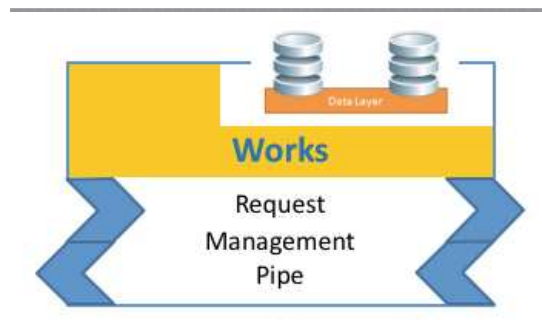 Data Layer
Works
Request
Management
Pipe